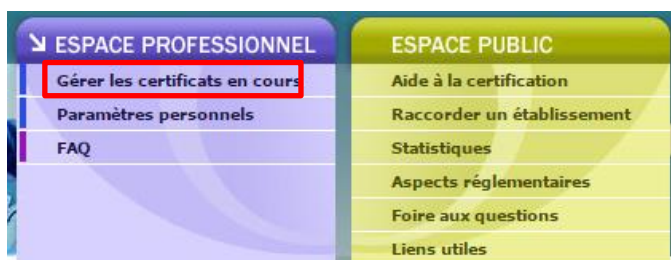 ESPACE PROFESSIONNEL
Gérer les certificats en cours
Paramètres personnels
FAQ
ESPACE PUBLIC
Aide à la certification
Raccorder un établissement
Statistiques
Aspects réglementaires
Foire aux questions
Liens utiles